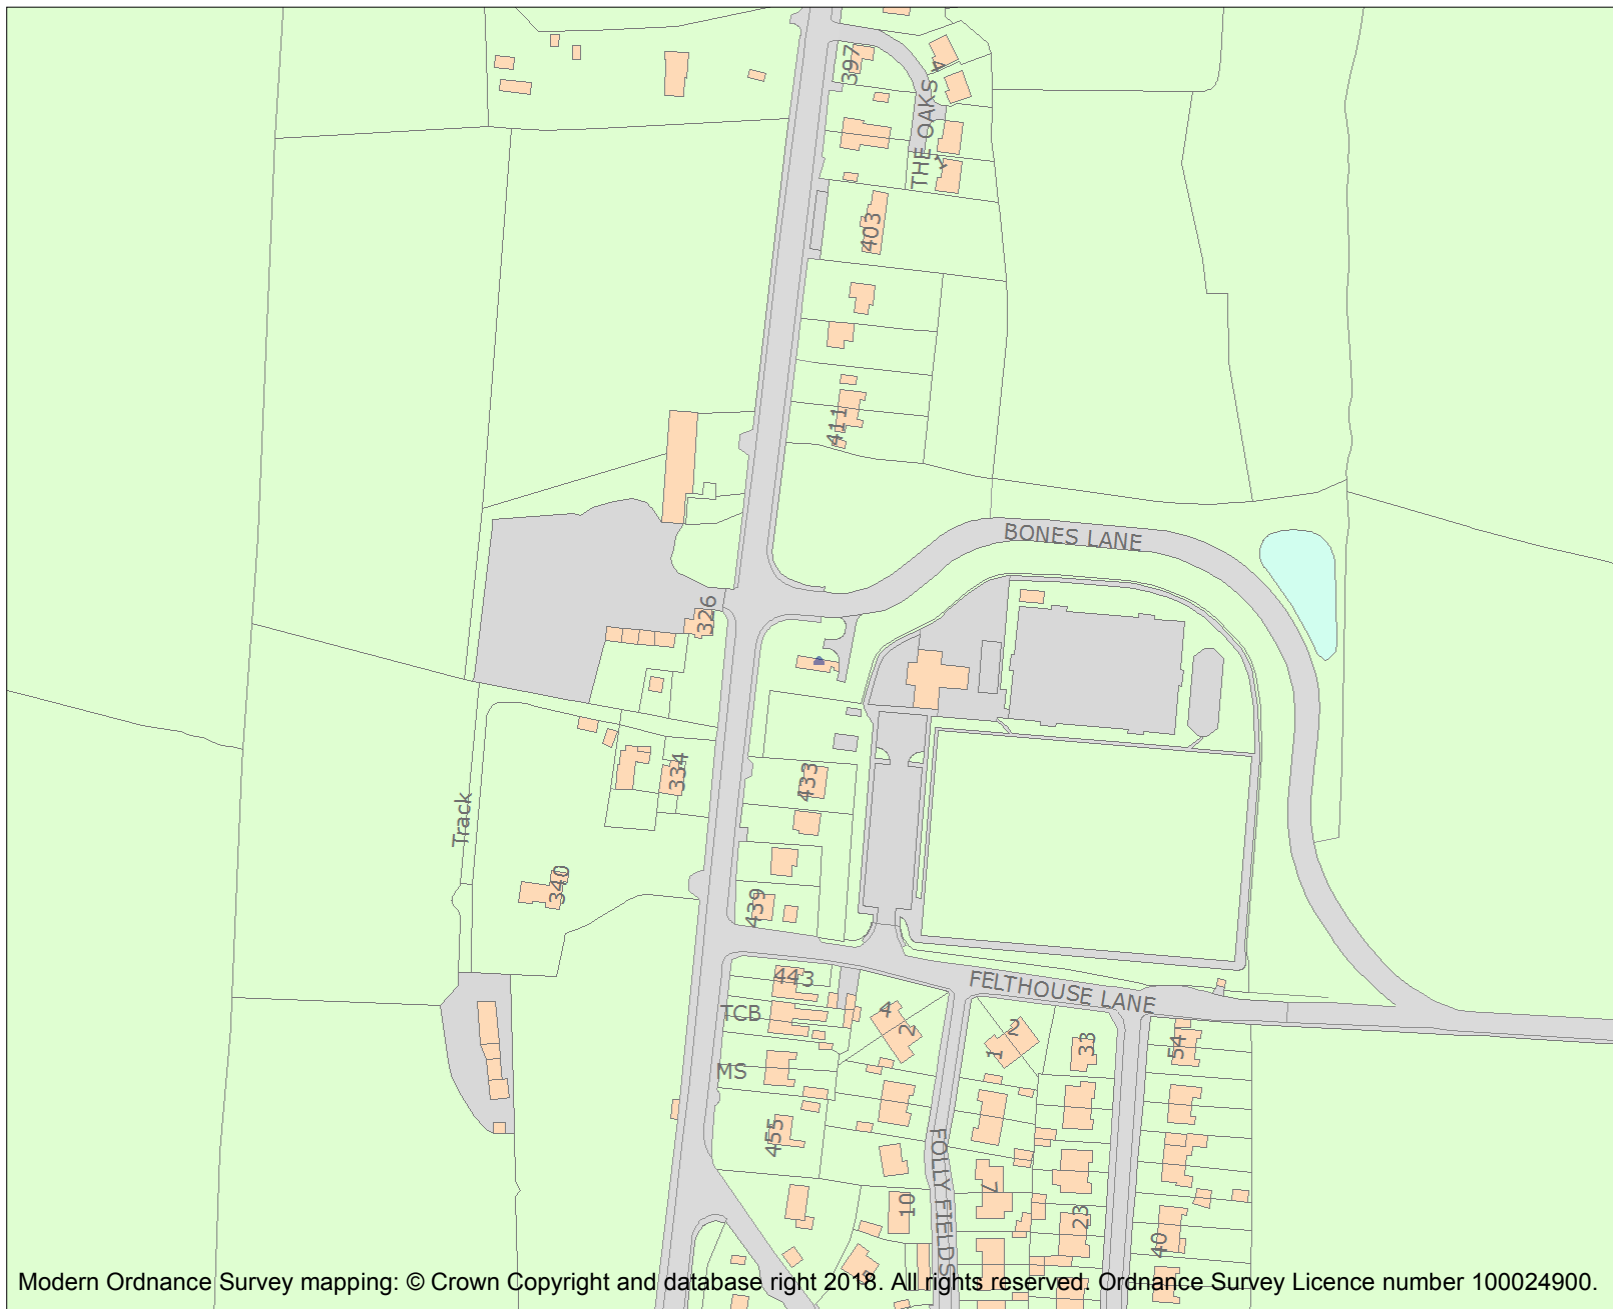 397
4
THE OAKS
1
403
411
BONES LANE
326
334
433
Track
340
439
FELTHOUSE LANE
443
TCB
4
2
2
1
33
54
MS
455
FOLLY FIELDS
7
10
23
40
Modern Ordnance Survey mapping: © Crown Copyright and database right 2018. All rights reserved. Ordnance Survey Licence number 100024900.